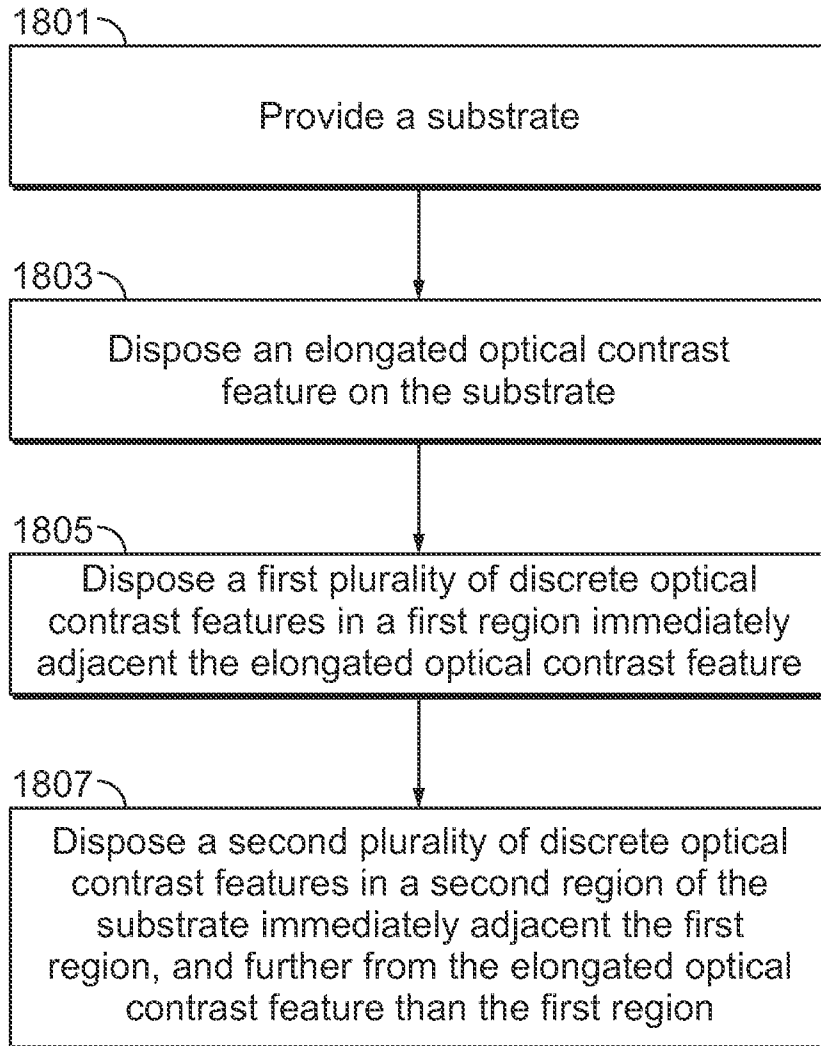 1801
Provide a substrate
1803
Dispose an elongated optical contrast
feature on the substrate
1805
Dispose a first plurality of discrete optical
contrast features in a first region immediately
adjacent the elongated optical contrast feature
1807
Dispose a second plurality of discrete optical
contrast features in a second region of the
substrate immediately adjacent the first
region, and further from the elongated optical
contrast feature than the first region